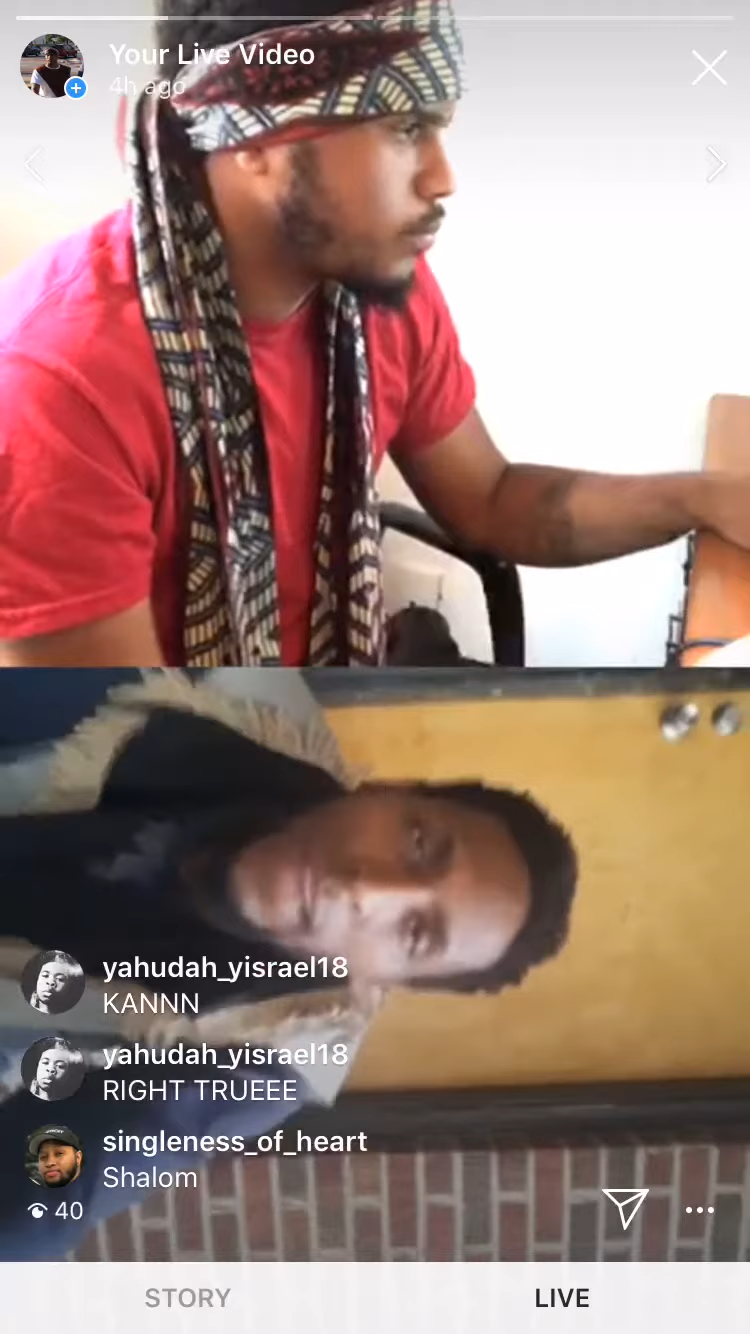 Your Live Video
4h ago
yahudah_yisrael18
KANNN
yahudah_yisrael18
RIGHT TRUEEE
singleness_of_heart
Shalom
40
STORY
LIVE